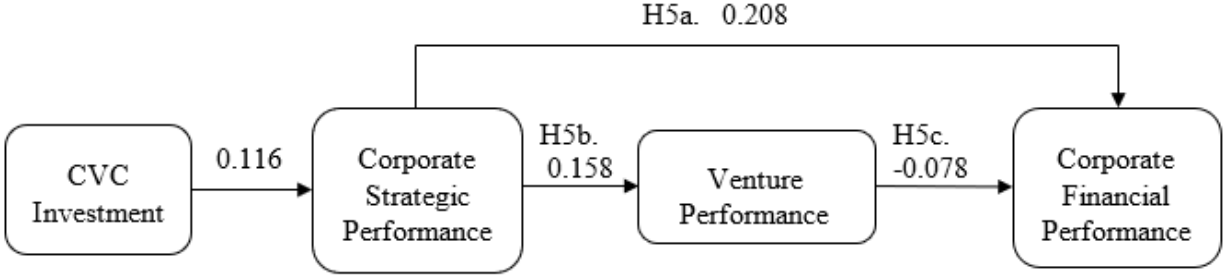 H5a. 0.208
CVC
Investment
0.116
Corporate
Strategic
Performance
H5b.
0.158
Venture
Performance
H5c.
-0.078
Corporate
Financial
Performance